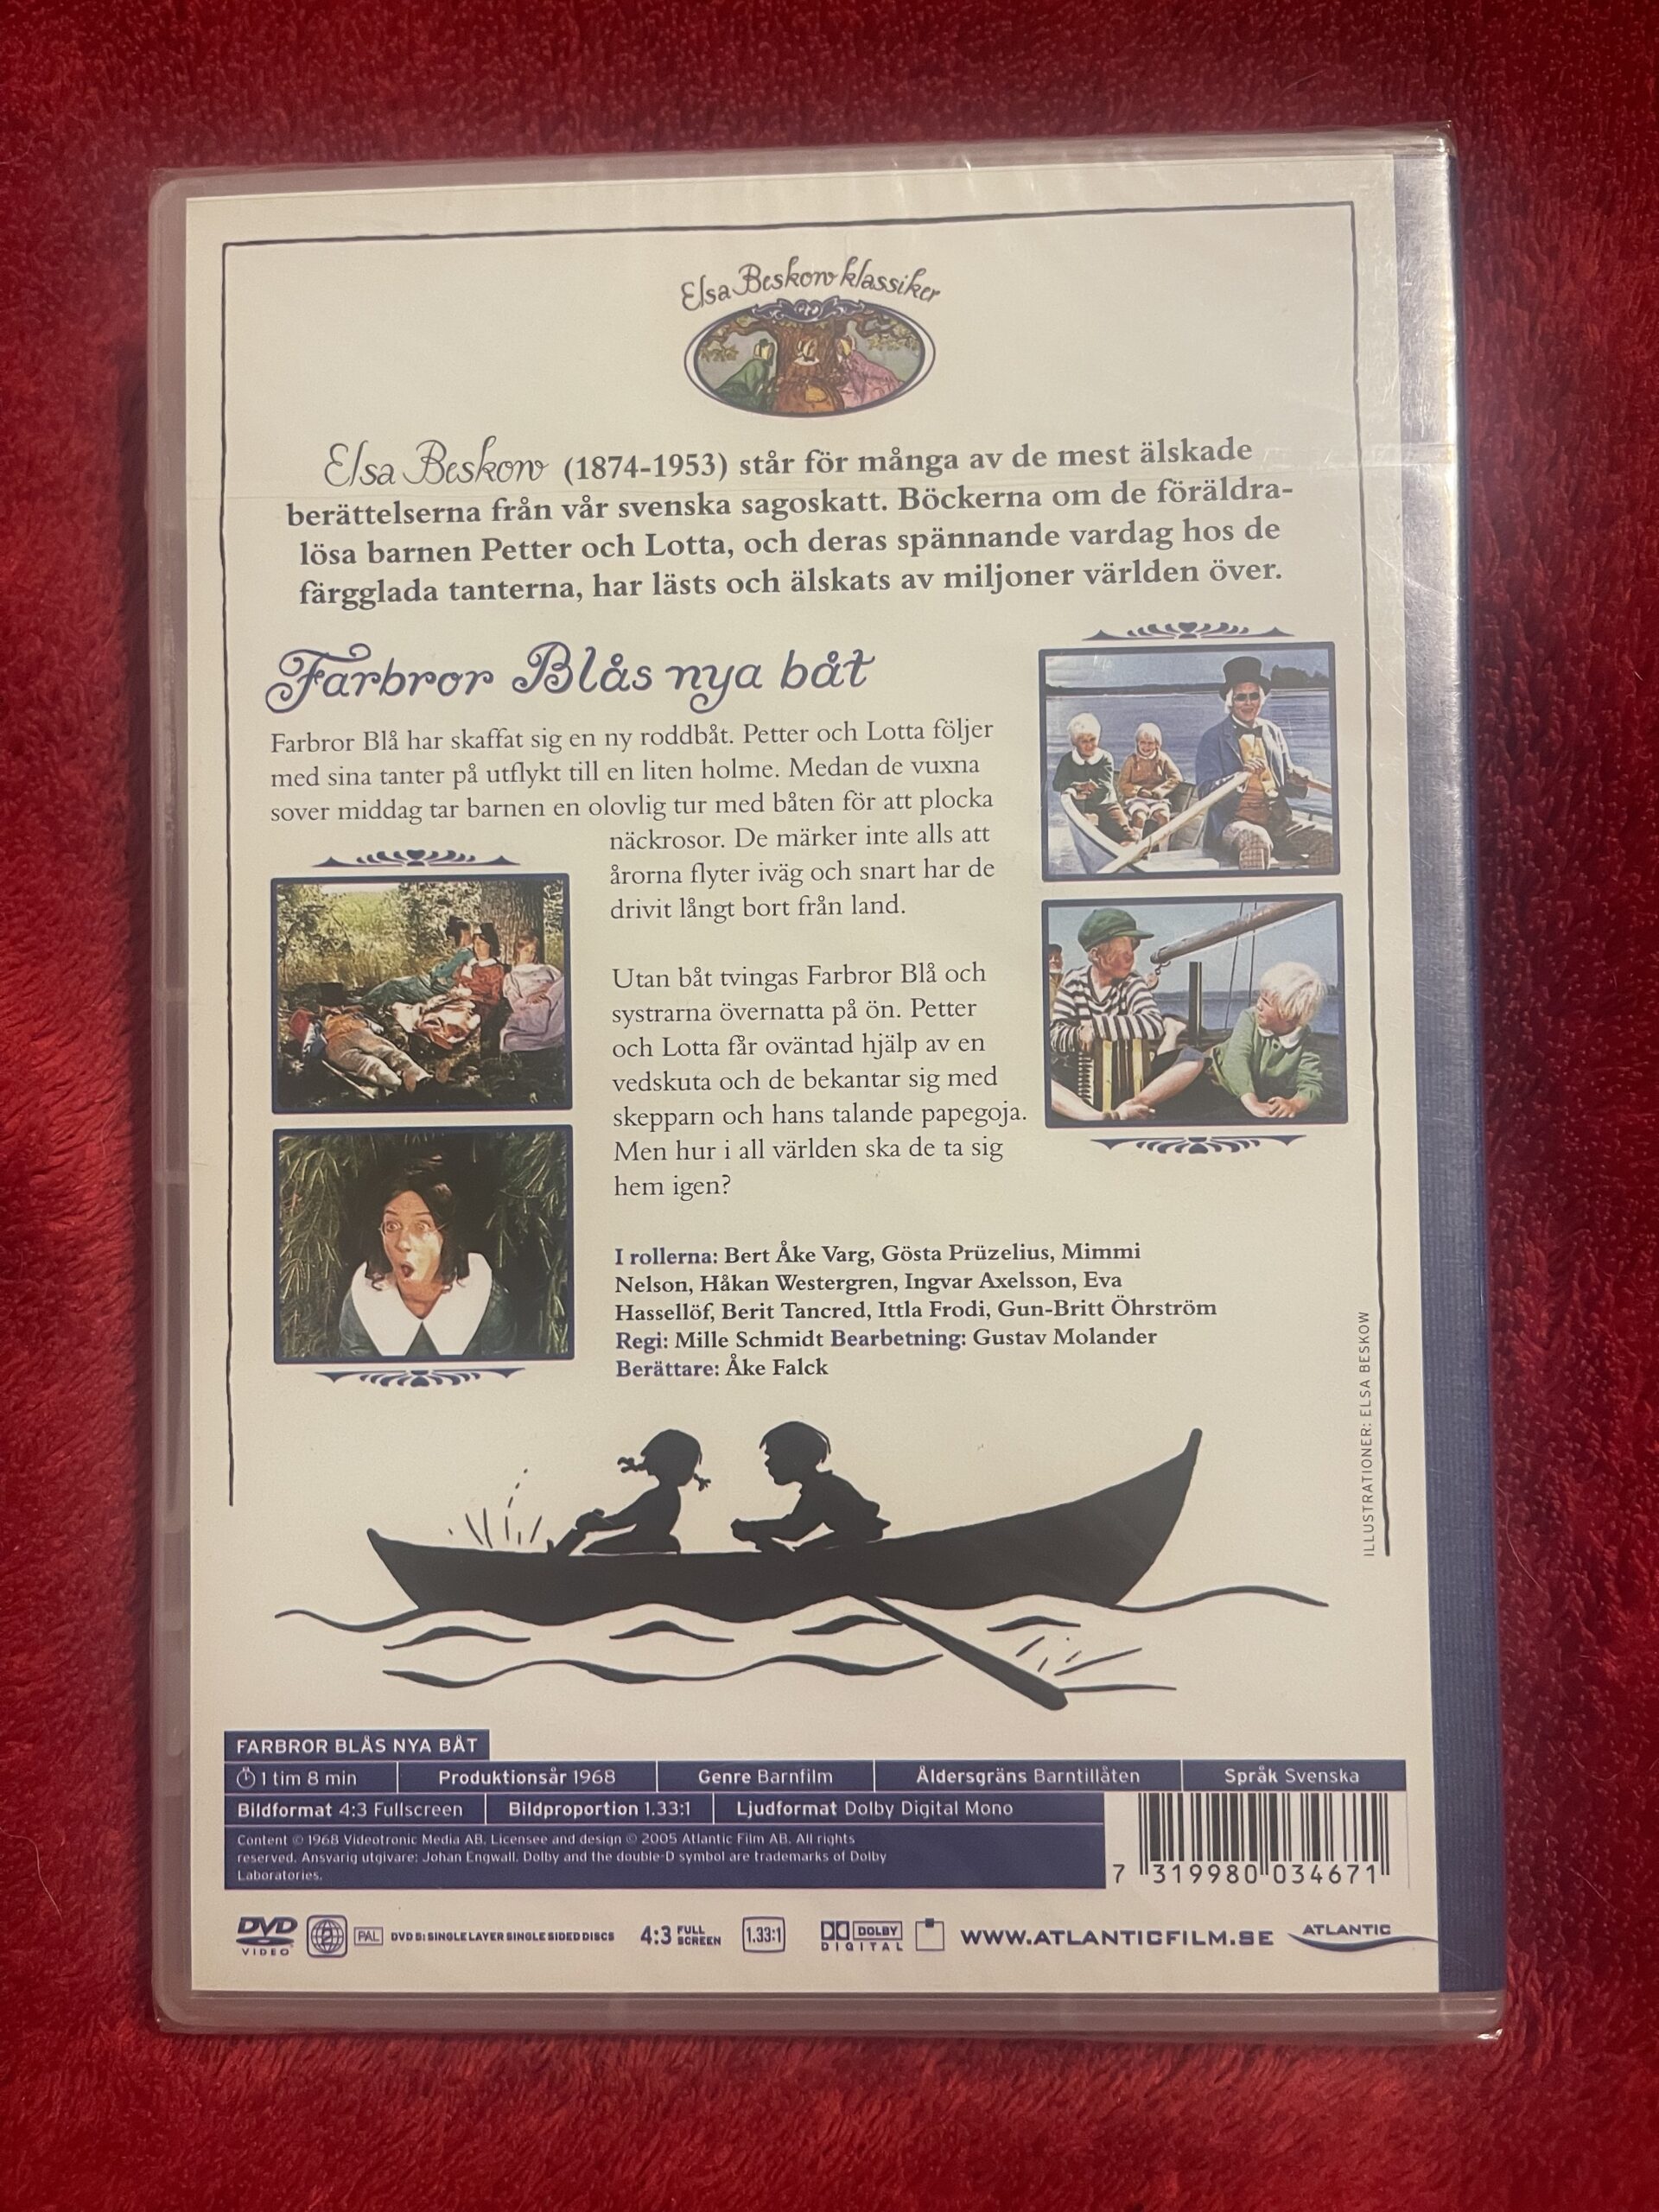 Elsa Beskow klassiker
Elsa Beskow (1874-1953) står för många av de mest älskade
berättelserna från vår svenska sagoskatt. Böckerna om de föräldra-
lösa barnen Petter och Lotta, och deras spännande vardag hos de
färgglada tanterna, har lästs och älskats av miljoner världen över.
Farbror Blås nya båt
Farbror Blå har skaffat sig en ny roddbåt. Petter och Lotta följer
med sina tanter på utflykt till en liten holme. Medan de vuxna
sover middag tar barnen en olovlig tur med båten för att plocka
näckrosor. De märker inte alls att
årorna flyter iväg och snart har de
drivit långt bort från land.
Utan båt tvingas Farbror Blå och
systrarna övernatta på ön. Petter
och Lotta får oväntad hjälp av en
vedskuta och de bekantar sig med
skepparn och hans talande papegoja.
Men hur i all världen ska de ta sig
hem igen?
I rollerna: Bert Åke Varg, Gösta Prüzelius, Mimmi
Nelson, Håkan Westergren, Ingvar Axelsson, Eva
Hassellöf, Berit Tancred, Ittla Frodi, Gun-Britt Öhrström
Regi: Mille Schmidt Bearbetning: Gustav Molander
Berättare: Åke Falck
ILLUSTRATIONER: ELSA BESKOW
FARBROR BLÅS NYA BÅT
1 tim 8 min Produktionsår 1968 Genre Barnfilm Åldersgräns Barntillåten Språk Svenska
Bildformat 4:3 Fullscreen Bildproportion 1.33:1 Ljudformat Dolby Digital Mono
Content © 1968 Videotronic Media AB. Licensee and design © 2005 Atlantic Film AB. All rights
reserved. Ansvarig utgivare: Johan Engwall. Dolby and the double-D symbol are trademarks of Dolby
Laboratories.
7 319980 034671
DVD VIDEO 2 PAL DVD 5: SINGLE LAYER SINGLE SIDED DISCS 4:3 FULL SCREEN 1.33:1 DOLBY DIGITAL WWW.ATLANTICFILM.SE ATLANTIC